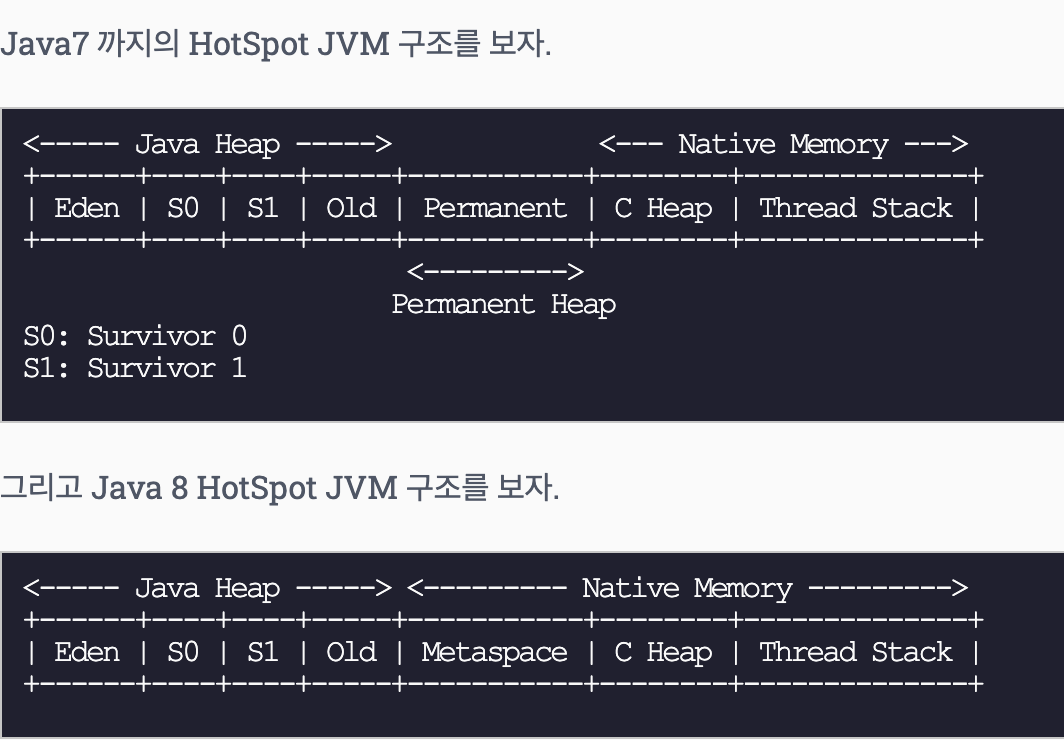 Java7 까지의 HotSpot JVM 구조를 보자.
<----- Java Heap ----->             <--- Native Memory --->
+------+----+----+-----+-----------+--------+--------------+
| Eden | S0 | S1 | Old | Permanent | C Heap | Thread Stack |
+------+----+----+-----+-----------+--------+--------------+
                        <--------->
                       Permanent Heap
S0: Survivor 0
S1: Survivor 1
그리고 Java 8 HotSpot JVM 구조를 보자.
<----- Java Heap -----> <--------- Native Memory --------->
+------+----+----+-----+-----------+--------+--------------+
| Eden | S0 | S1 | Old | Metaspace | C Heap | Thread Stack |
+------+----+----+-----+-----------+--------+--------------+